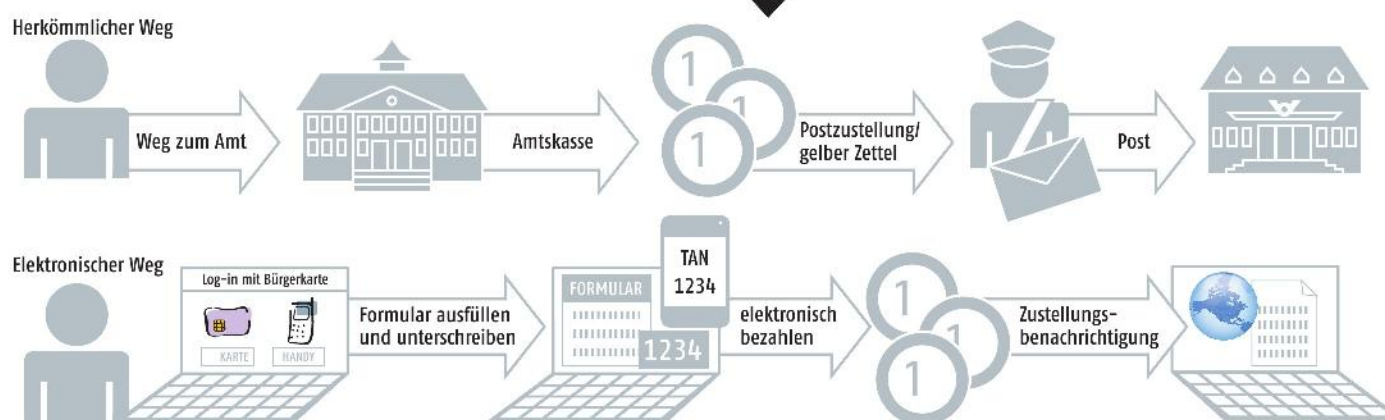 Herkömmlicher Weg
Weg zum Amt
Amtskasse
1
1
1
Postzustellung/
gelber Zettel
Post
Elektronischer Weg
Log-in mit Bürgerkarte
KARTE
HANDY
Formular ausfüllen
und unterschreiben
FORMULAR
TAN
1234
1234
elektronisch
bezahlen
1
1
1
Zustellungs-
benachrichtigung